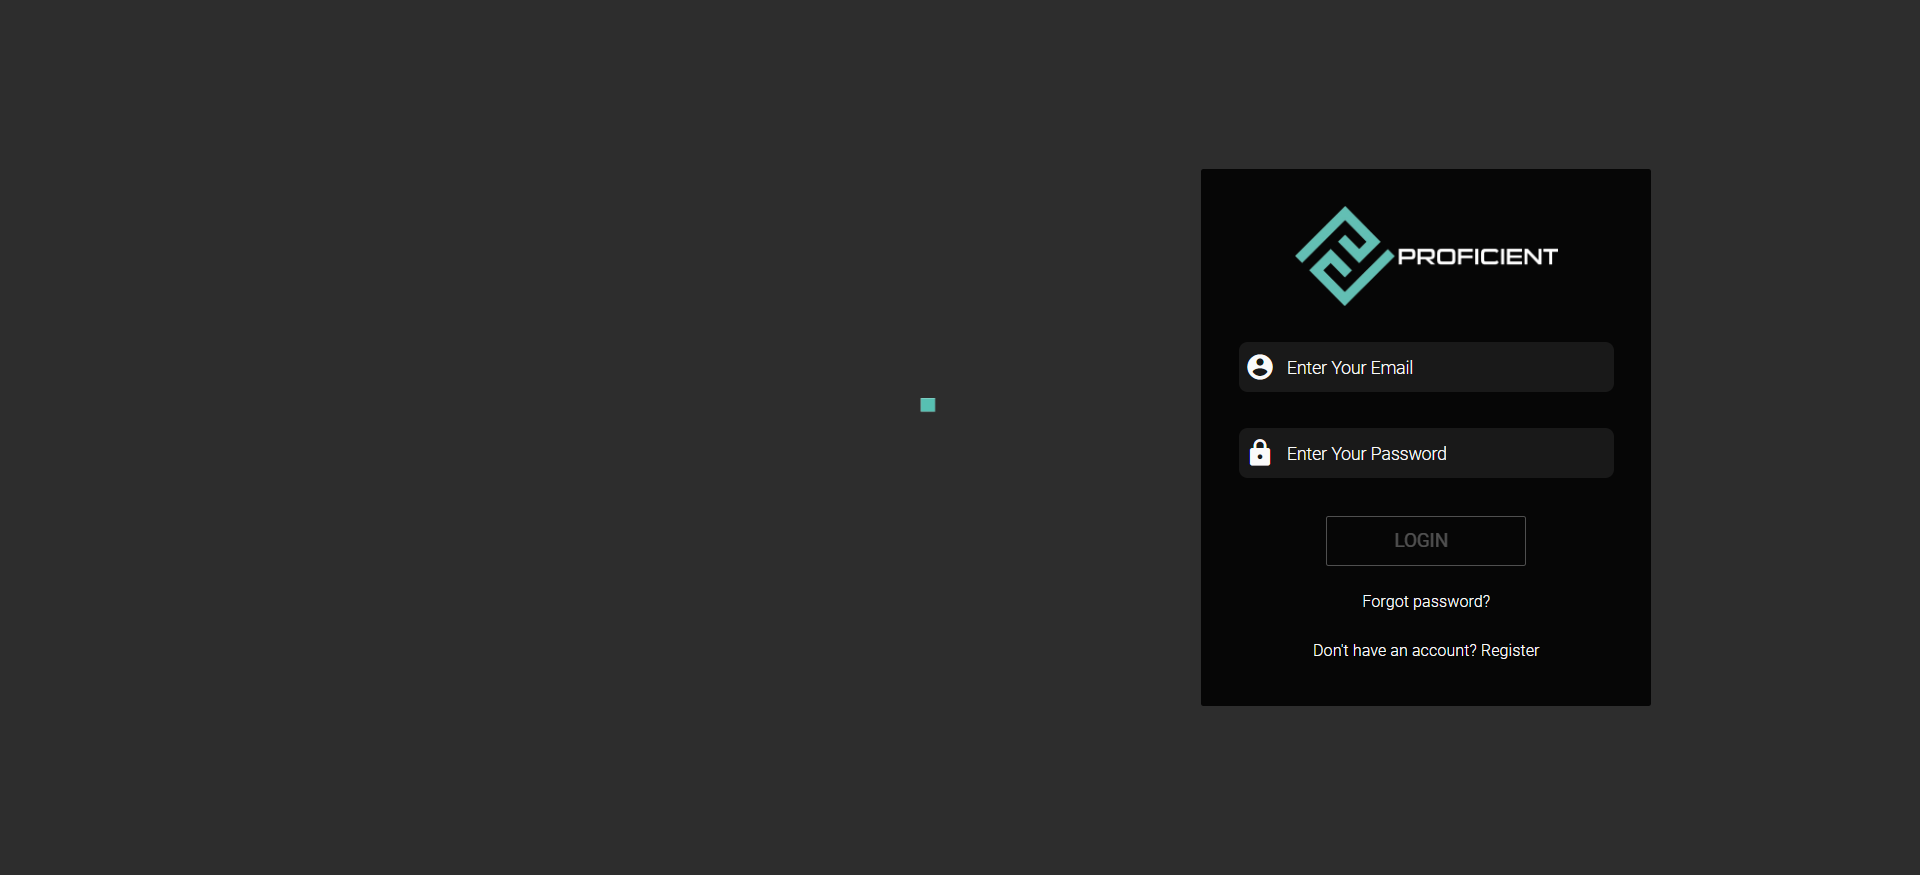 PROFICIENT
Enter Your Email
Enter Your Password
LOGIN
Forgot password?
Don't have an account? Register